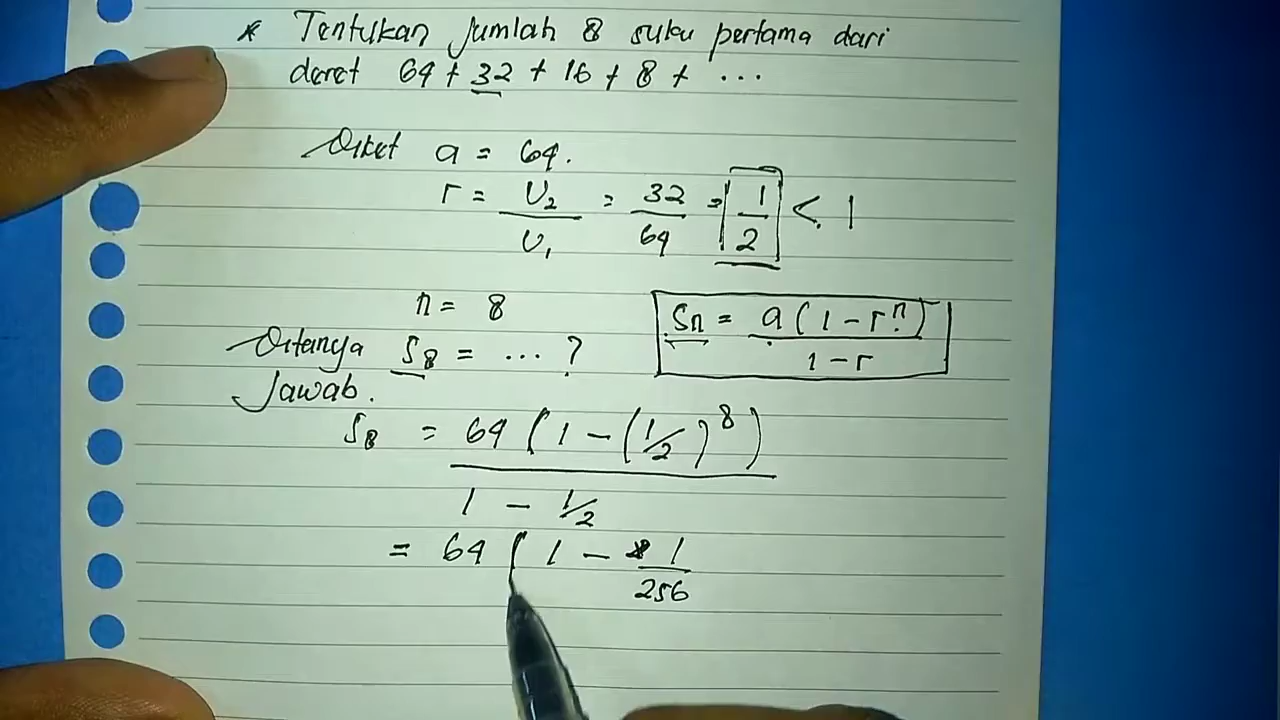 * Tentukan jumlah 8 suku pertama dari
deret 64 + 32 + 16 + 8 + ...
Diket a = 64.
r = U₂ / U₁ = 32 / 64 = 1 / 2 < 1
n = 8
Sn = a ( 1 - rⁿ ) / 1 - r
Ditanya S₈ = ... ?
Jawab.
S₈ = 64 ( 1 - ( 1/2 )⁸ )
1 - 1/2
= 64 ( 1 - 1 / 256